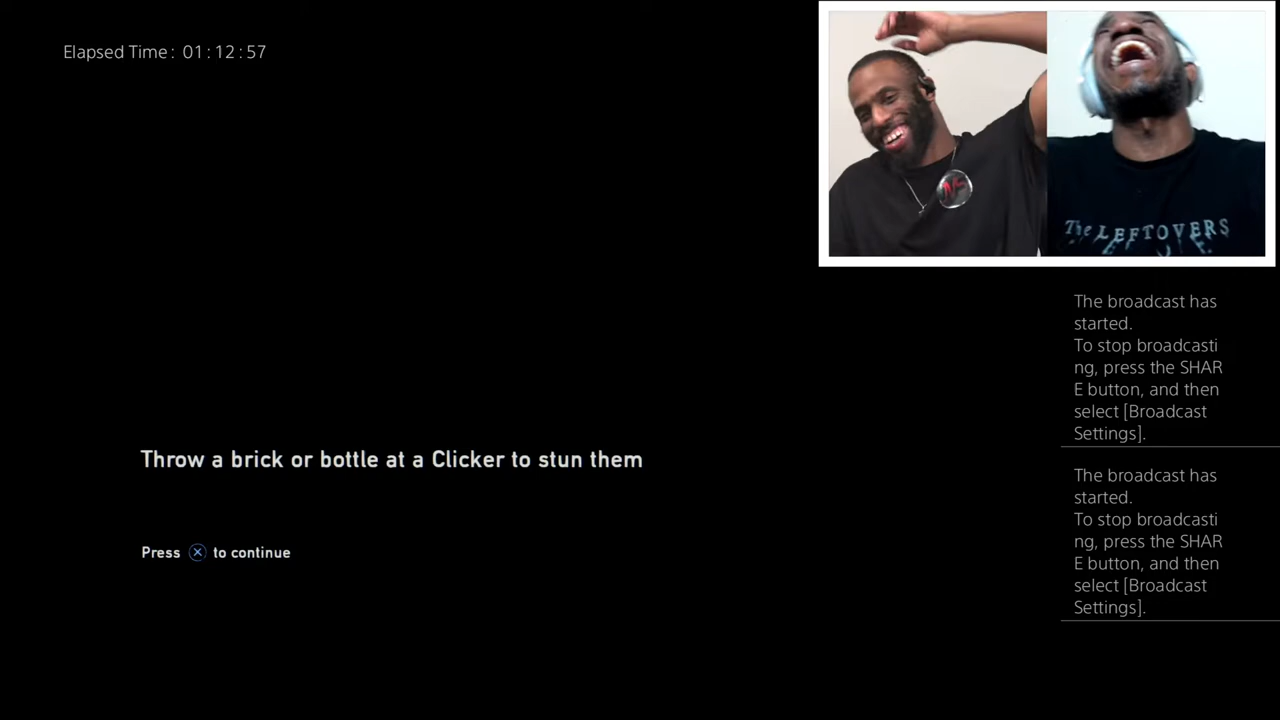 Elapsed Time: 01:12:57
The LEFTOVERS
The broadcast has
started.
To stop broadcasti
ng, press the SHAR
E button, and then
select [Broadcast
Settings].
The broadcast has
started.
To stop broadcasti
ng, press the SHAR
E button, and then
select [Broadcast
Settings].
Throw a brick or bottle at a Clicker to stun them
Press X to continue